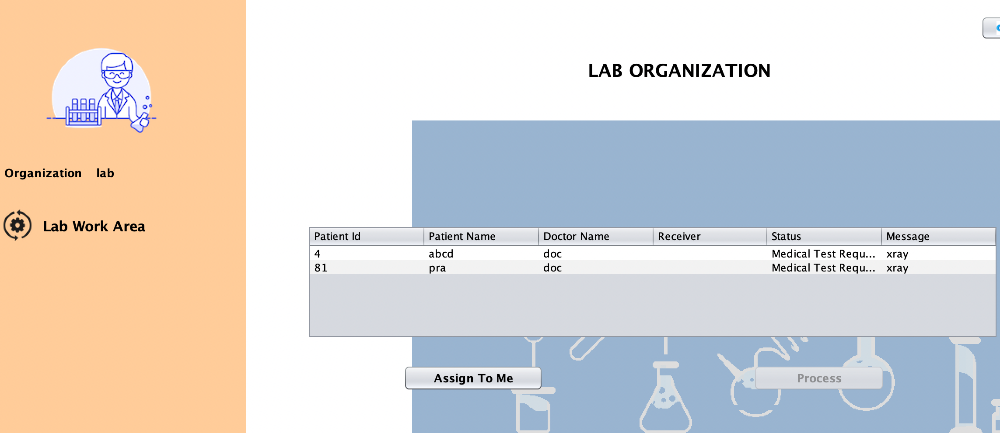 LAB ORGANIZATION
Organization lab
Lab Work Area
Patient Id Patient Name Doctor Name Receiver Status Message
4 abcd doc Medical Test Requ... xray
81 pra doc Medical Test Requ... xray
Assign To Me Process